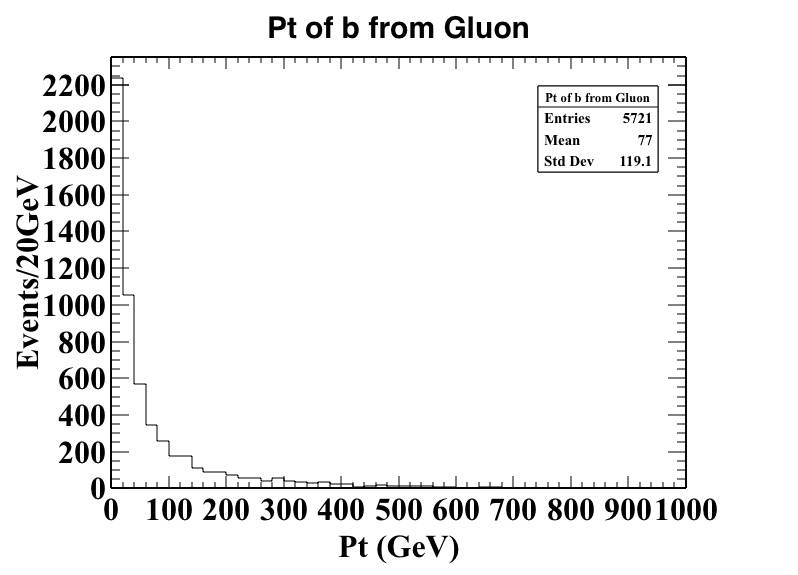 Pt of b from Gluon
Pt of b from Gluon
Entries 5721
Mean 77
Std Dev 119.1
Events/20GeV
2200
2000
1800
1600
1400
1200
1000
800
600
400
200
0
0 100 200 300 400 500 600 700 800 900 1000
Pt (GeV)